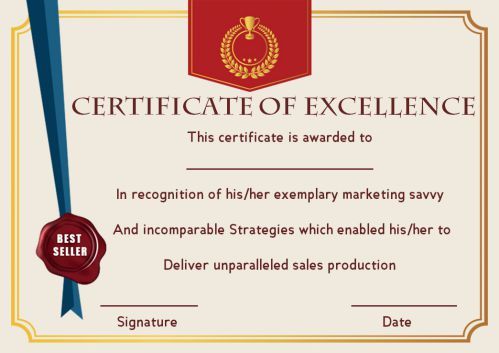 CERTIFICATE OF EXCELLENCE
This certificate is awarded to
In recognition of his/her exemplary marketing savvy
And incomparable Strategies which enabled his/her to
Deliver unparalleled sales production
BEST
SELLER
Signature
Date